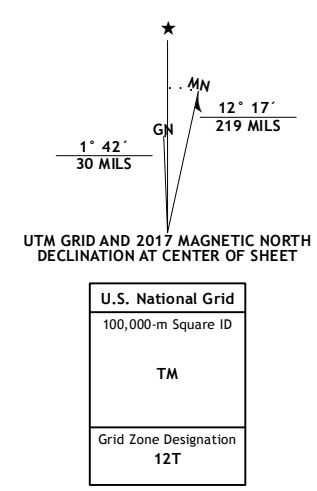 MN
GN
12° 17´
219 MILS
1° 42´
30 MILS
UTM GRID AND 2017 MAGNETIC NORTH
DECLINATION AT CENTER OF SHEET
U.S. National Grid
100,000-m Square ID
TM
Grid Zone Designation
12T